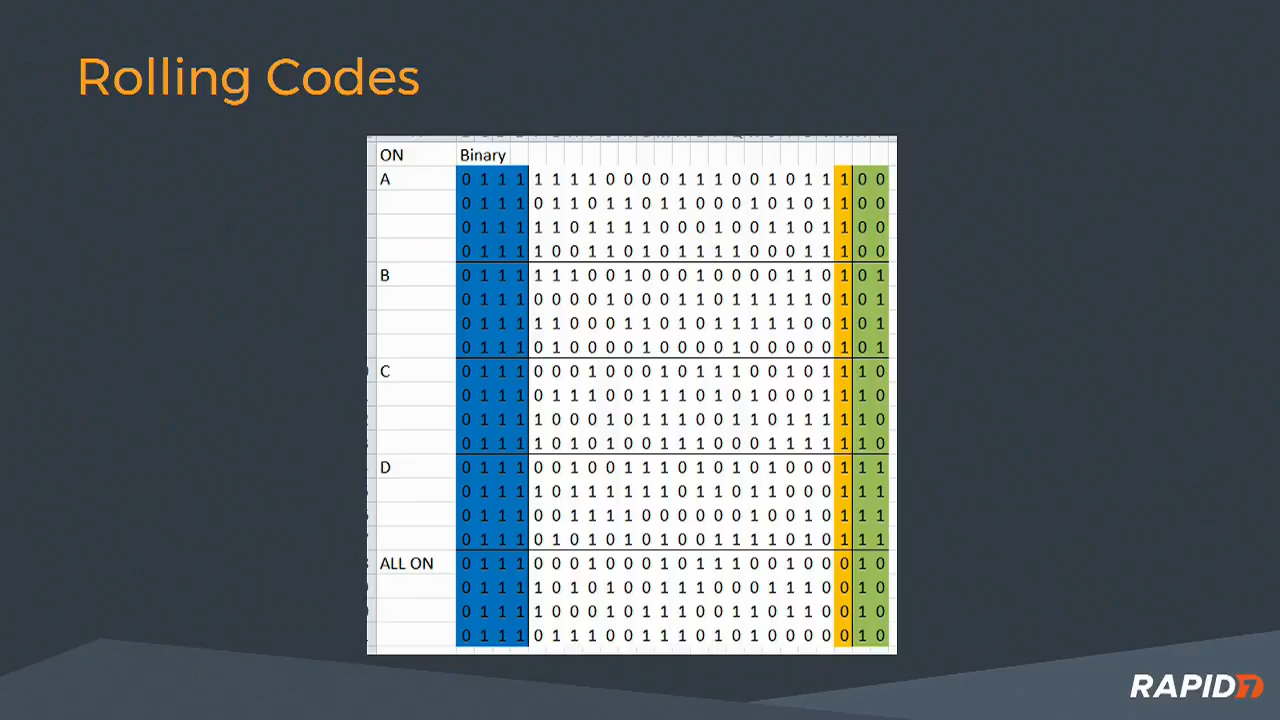 Rolling Codes
ON Binary
A 0 1 1 1 1 1 1 1 0 0 0 0 1 1 1 0 0 1 0 1 1 1 0 0
0 1 1 1 0 1 1 0 1 1 0 1 1 0 0 0 1 0 1 0 1 1 0 0
0 1 1 1 1 1 0 1 1 1 1 0 0 0 1 0 0 1 1 0 1 1 0 0
0 1 1 1 1 0 0 1 1 0 1 0 1 1 1 1 0 0 0 1 1 1 0 0
B 0 1 1 1 1 1 1 0 0 1 0 0 0 1 0 0 0 0 1 1 0 1 0 1
0 1 1 1 0 0 0 0 1 0 0 0 1 1 0 1 1 1 1 1 0 1 0 1
0 1 1 1 1 1 0 0 0 1 1 0 1 0 1 1 1 1 1 0 0 1 0 1
0 1 1 1 0 1 0 0 0 0 1 0 0 0 0 1 0 0 0 0 0 1 0 1
C 0 1 1 1 0 0 0 1 0 0 0 1 0 1 1 1 0 0 1 0 1 1 1 0
0 1 1 1 0 1 1 1 0 0 1 1 1 0 1 0 1 0 0 0 1 1 1 0
0 1 1 1 1 0 0 0 1 0 1 1 1 0 0 1 1 0 1 1 1 1 1 0
0 1 1 1 1 0 1 0 1 0 0 1 1 1 0 0 0 1 1 1 1 1 1 0
D 0 1 1 1 0 0 1 0 0 1 1 1 0 1 0 1 0 1 0 0 0 1 1 1
0 1 1 1 1 0 1 1 1 1 1 1 0 1 1 0 1 1 0 0 0 1 1 1
0 1 1 1 0 0 1 1 1 1 0 0 0 0 0 0 1 0 0 1 0 1 1 1
0 1 1 1 0 1 0 1 0 1 0 1 0 0 1 1 1 1 0 1 0 1 1 1
ALL ON 0 1 1 1 0 0 0 1 0 0 0 1 0 1 1 1 0 0 1 0 0 0 1 0
0 1 1 1 1 0 1 0 1 0 0 1 1 1 0 0 0 1 1 1 0 0 1 0
0 1 1 1 1 0 0 0 1 0 1 1 1 0 0 1 1 0 1 1 0 0 1 0
0 1 1 1 0 1 1 1 0 0 1 1 1 0 1 0 1 0 0 0 0 0 1 0
RAPID7